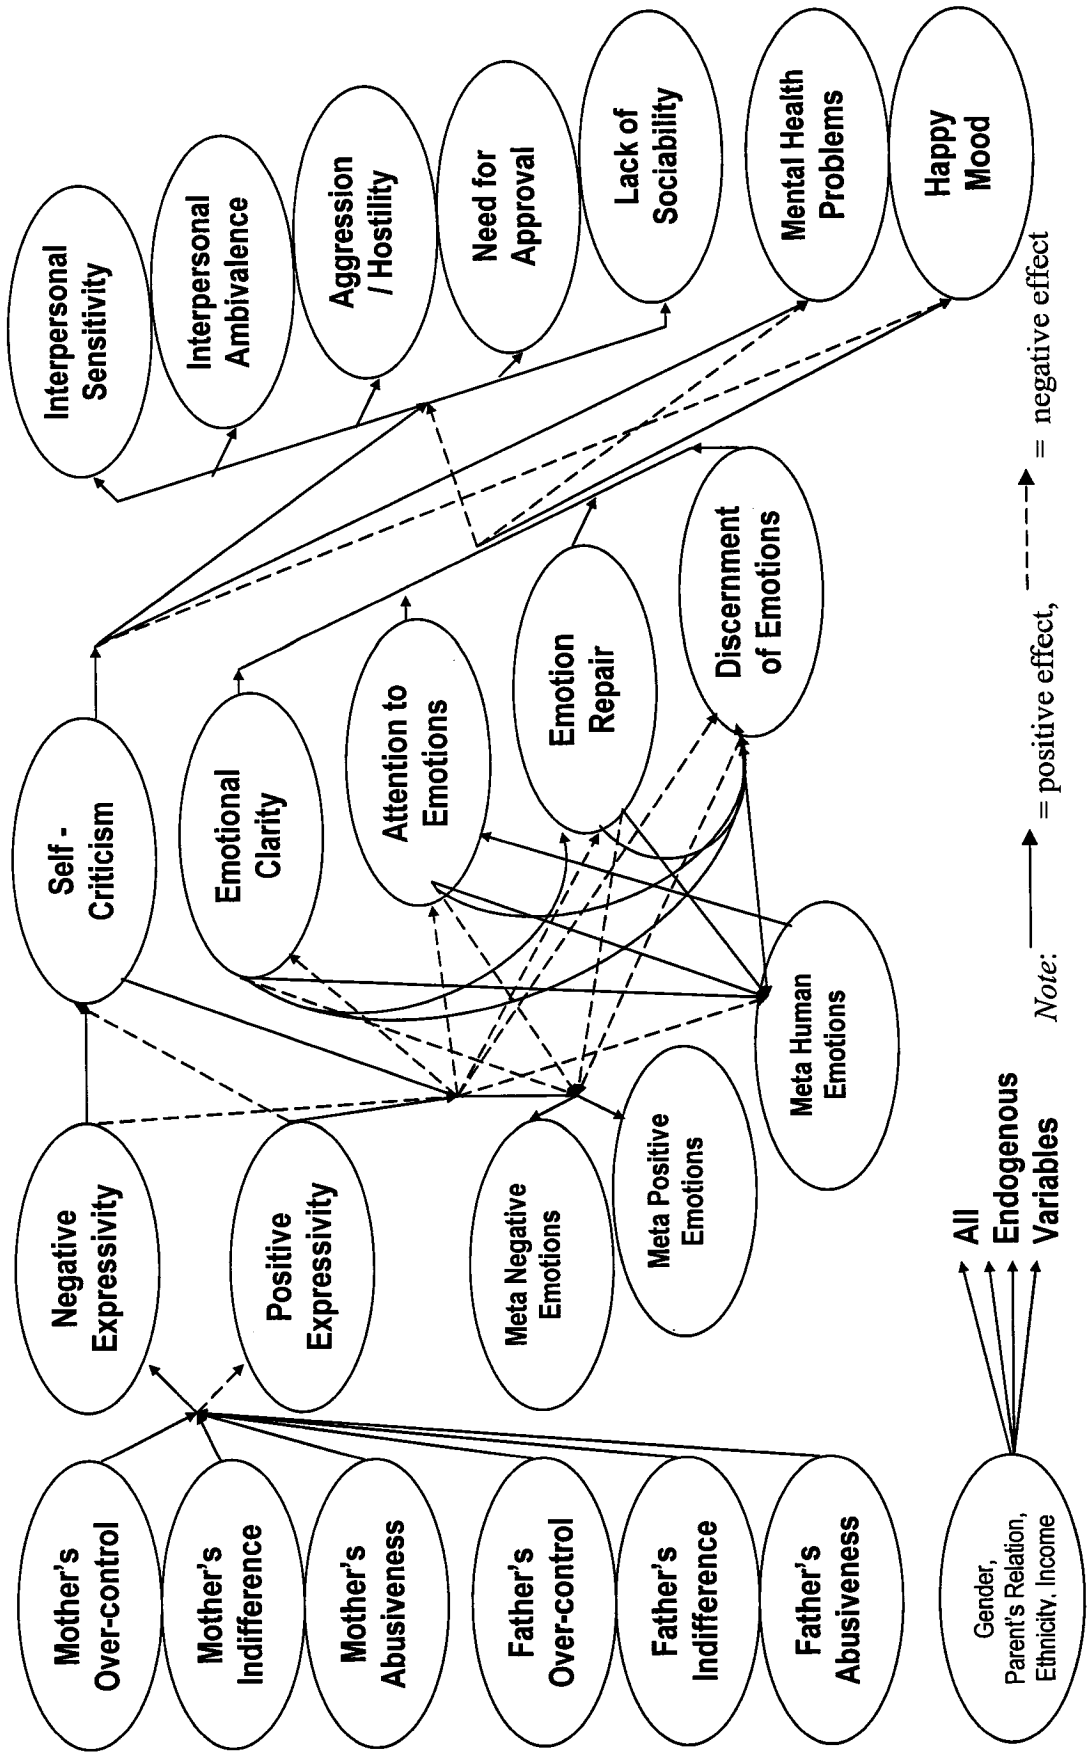 Mother's
Over-control
Mother's
Indifference
Mother's
Abusiveness
Father's
Over-control
Father's
Indifference
Father's
Abusiveness
Gender,
Parent's Relation,
Ethnicity, Income
Negative
Expressivity
Positive
Expressivity
Meta Negative
Emotions
Meta Positive
Emotions
Meta Human
Emotions
All
Endogenous
Variables
Self -
Criticism
Emotional
Clarity
Attention to
Emotions
Emotion
Repair
Discernment
of Emotions
Interpersonal
Sensitivity
Interpersonal
Ambivalence
Aggression
/ Hostility
Need for
Approval
Lack of
Sociability
Mental Health
Problems
Happy
Mood
Note: = positive effect, = negative effect